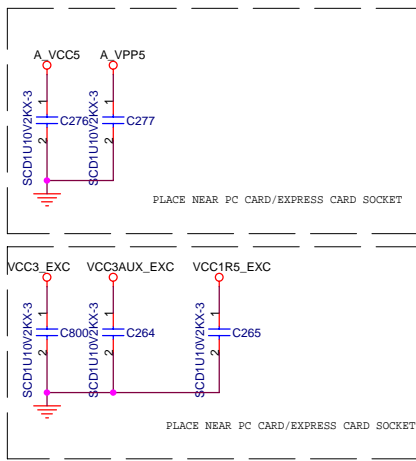 A_VCC5 A_VPP5
SCD1U10V2KX-3 1 C276 2
SCD1U10V2KX-3 1 C277 2
PLACE NEAR PC CARD/EXPRESS CARD SOCKET
VCC3_EXC VCC3AUX_EXC VCC1R5_EXC
SCD1U10V2KX-3 1 C800 2
SCD1U10V2KX-3 1 C264 2
SCD1U10V2KX-3 1 C265 2
PLACE NEAR PC CARD/EXPRESS CARD SOCKET